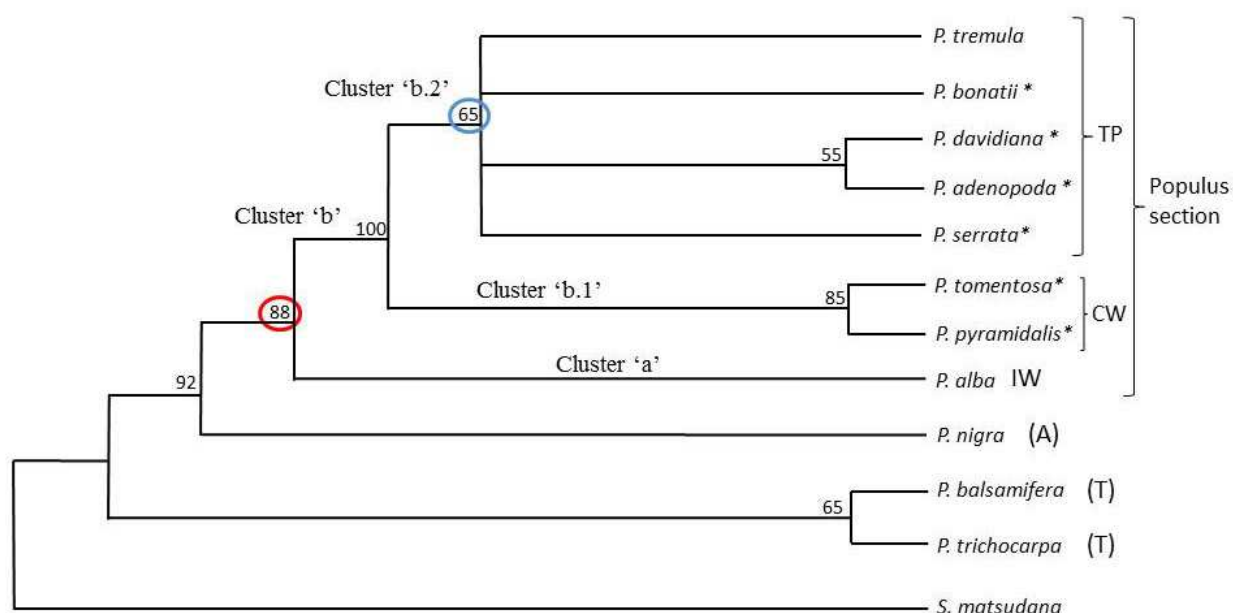 P. tremula
Cluster ‘b.2’
P. bonatii *
65
P. davidiana *
TP
55
P. adenopoda *
Populus
section
Cluster ‘b’
100
P. serrata*
P. tomentosa*
Cluster ‘b.1’
85
CW
88
P. pyramidalis*
Cluster ‘a’
P. alba IW
92
P. nigra (A)
P. balsamifera (T)
65
P. trichocarpa (T)
S. matsudana